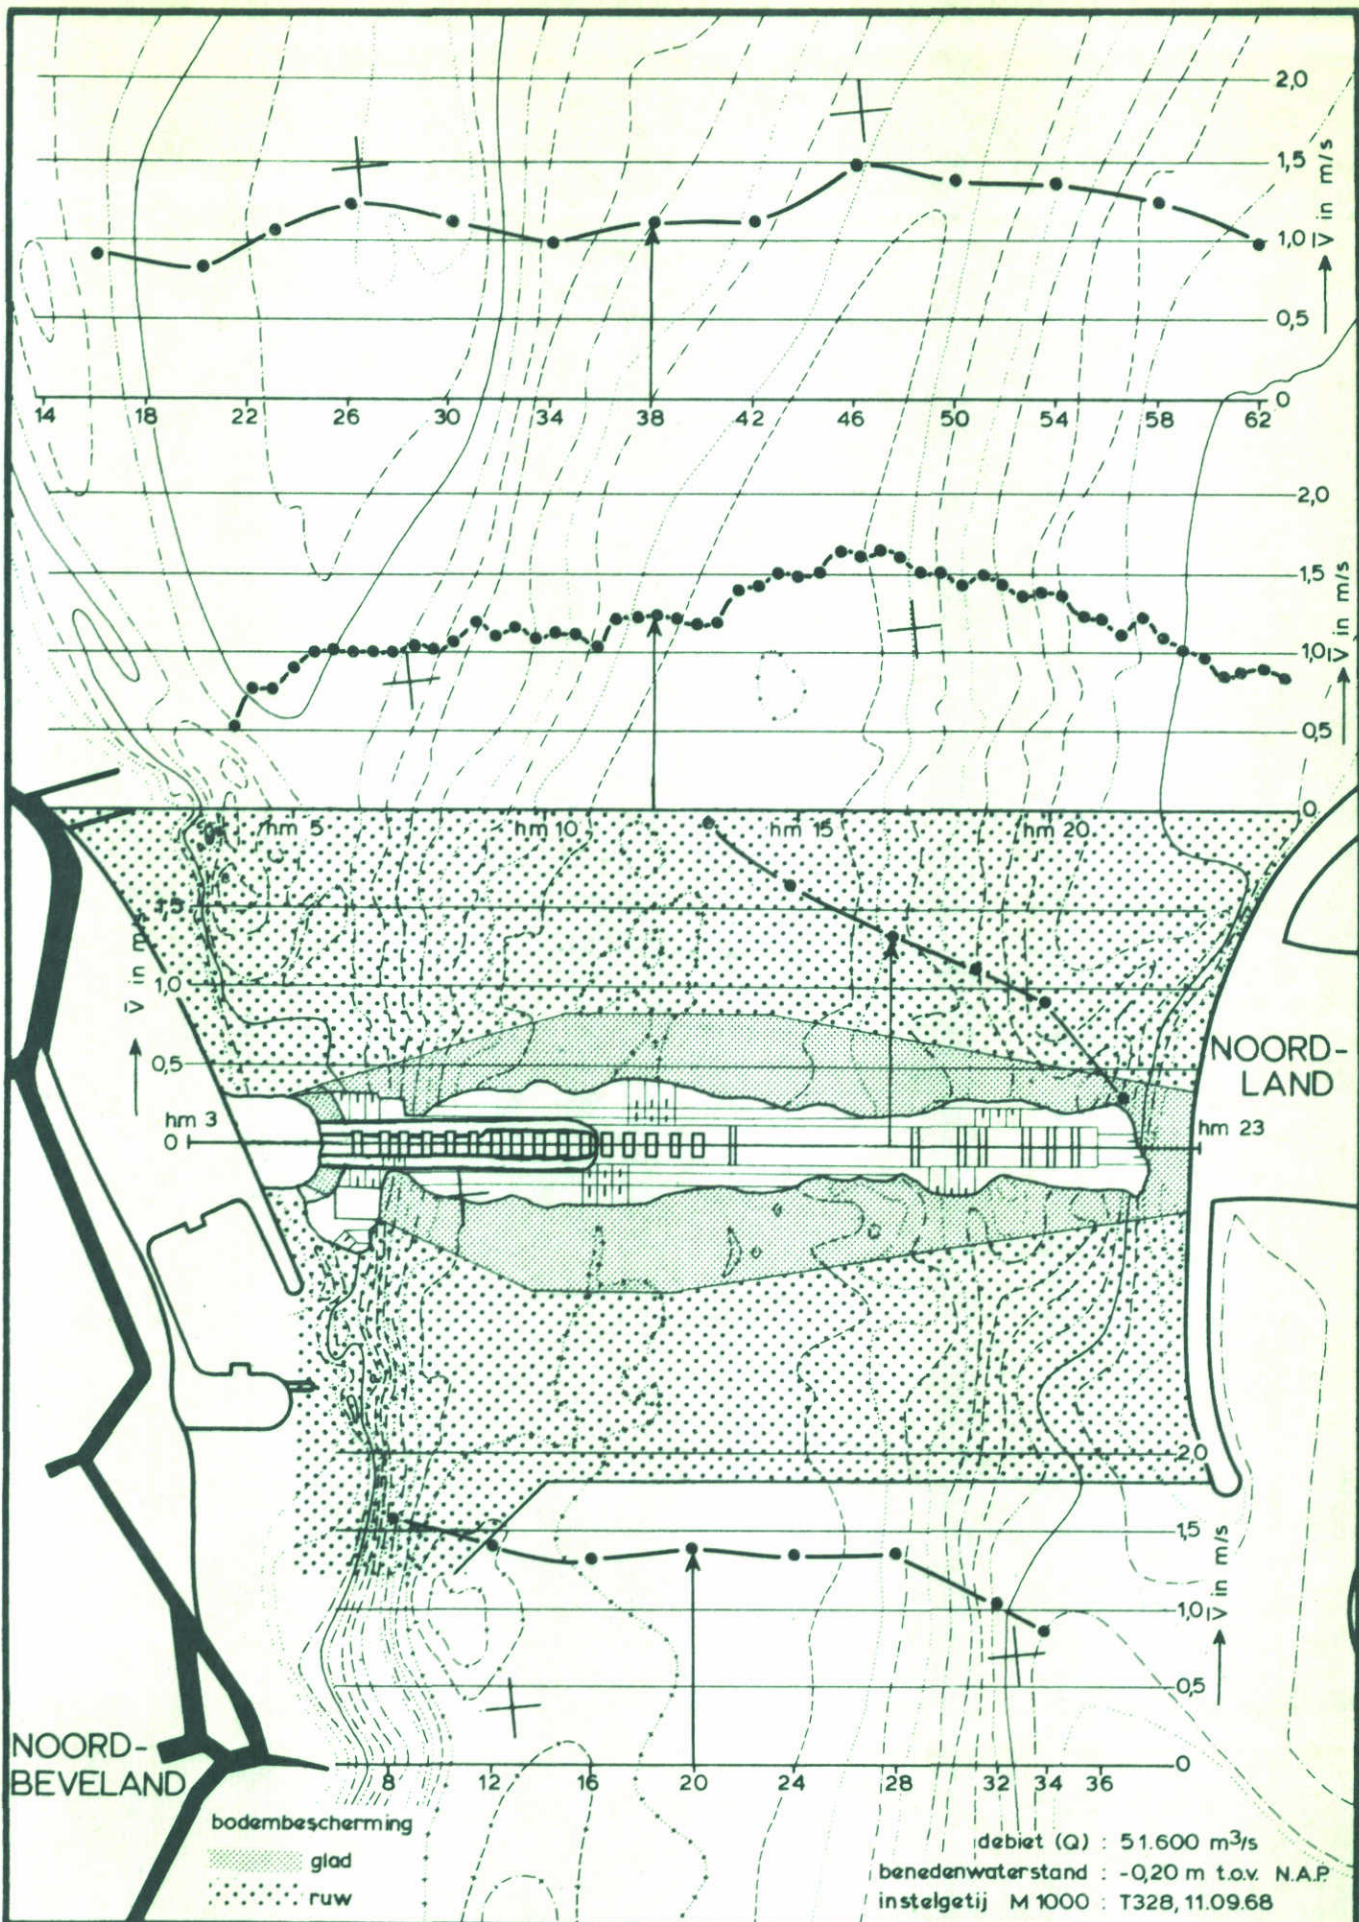 2,0
1,5
1,0
0,5
0
V̄ in m/s
14 18 22 26 30 34 38 42 46 50 54 58 62
2,0
1,5
1,0
0,5
0
V̄ in m/s
hm 5 hm 10 hm 15 hm 20
1,5
1,0
0,5
0
V̄ in m/s
hm 3
hm 23
NOORD-
LAND
2,0
1,5
1,0
0,5
0
V̄ in m/s
8 12 16 20 24 28 32 34 36
NOORD-
BEVELAND
bodembescherming
glad
ruw
debiet (Q) : 51.600 m³/s
benedenwaterstand : -0,20 m t.o.v. N.A.P.
instelgetij M 1000 : T328, 11.09.68